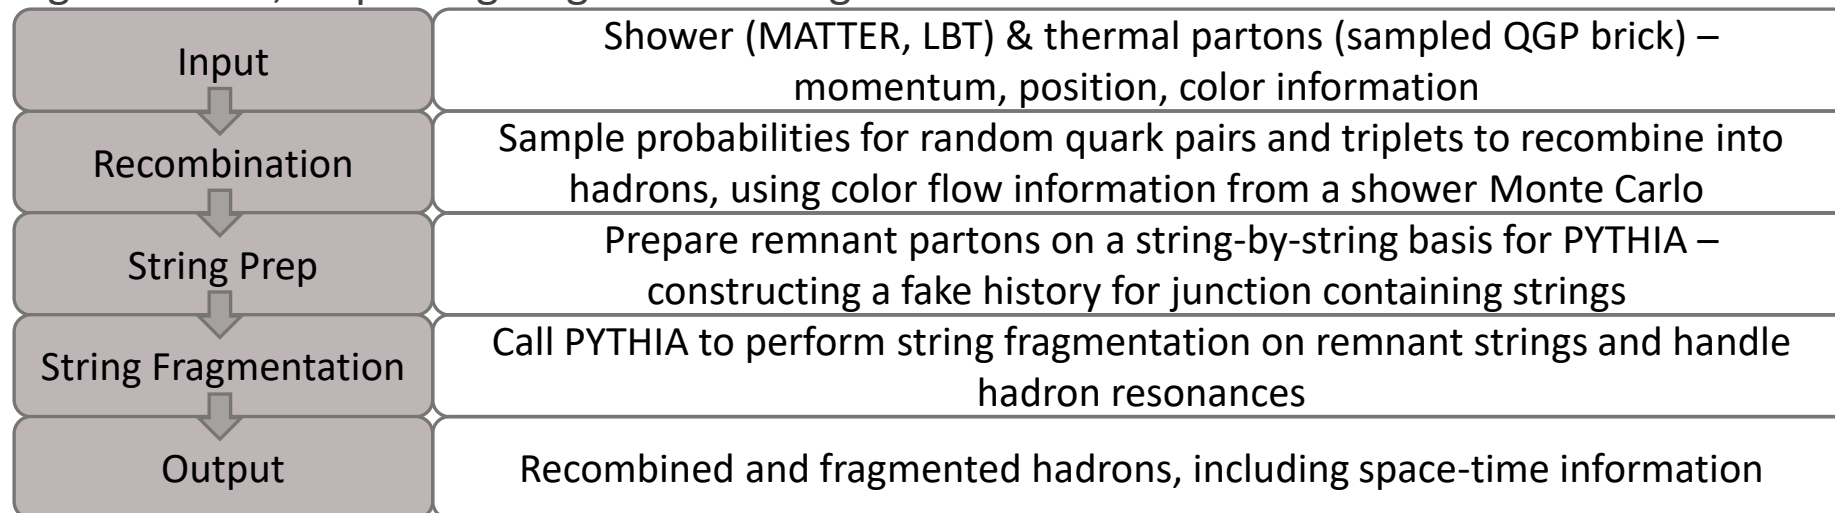 Input
Shower (MATTER, LBT) & thermal partons (sampled QGP brick) –
momentum, position, color information
Recombination
Sample probabilities for random quark pairs and triplets to recombine into
hadrons, using color flow information from a shower Monte Carlo
String Prep
Prepare remnant partons on a string-by-string basis for PYTHIA –
constructing a fake history for junction containing strings
String Fragmentation
Call PYTHIA to perform string fragmentation on remnant strings and handle
hadron resonances
Output
Recombined and fragmented hadrons, including space-time information